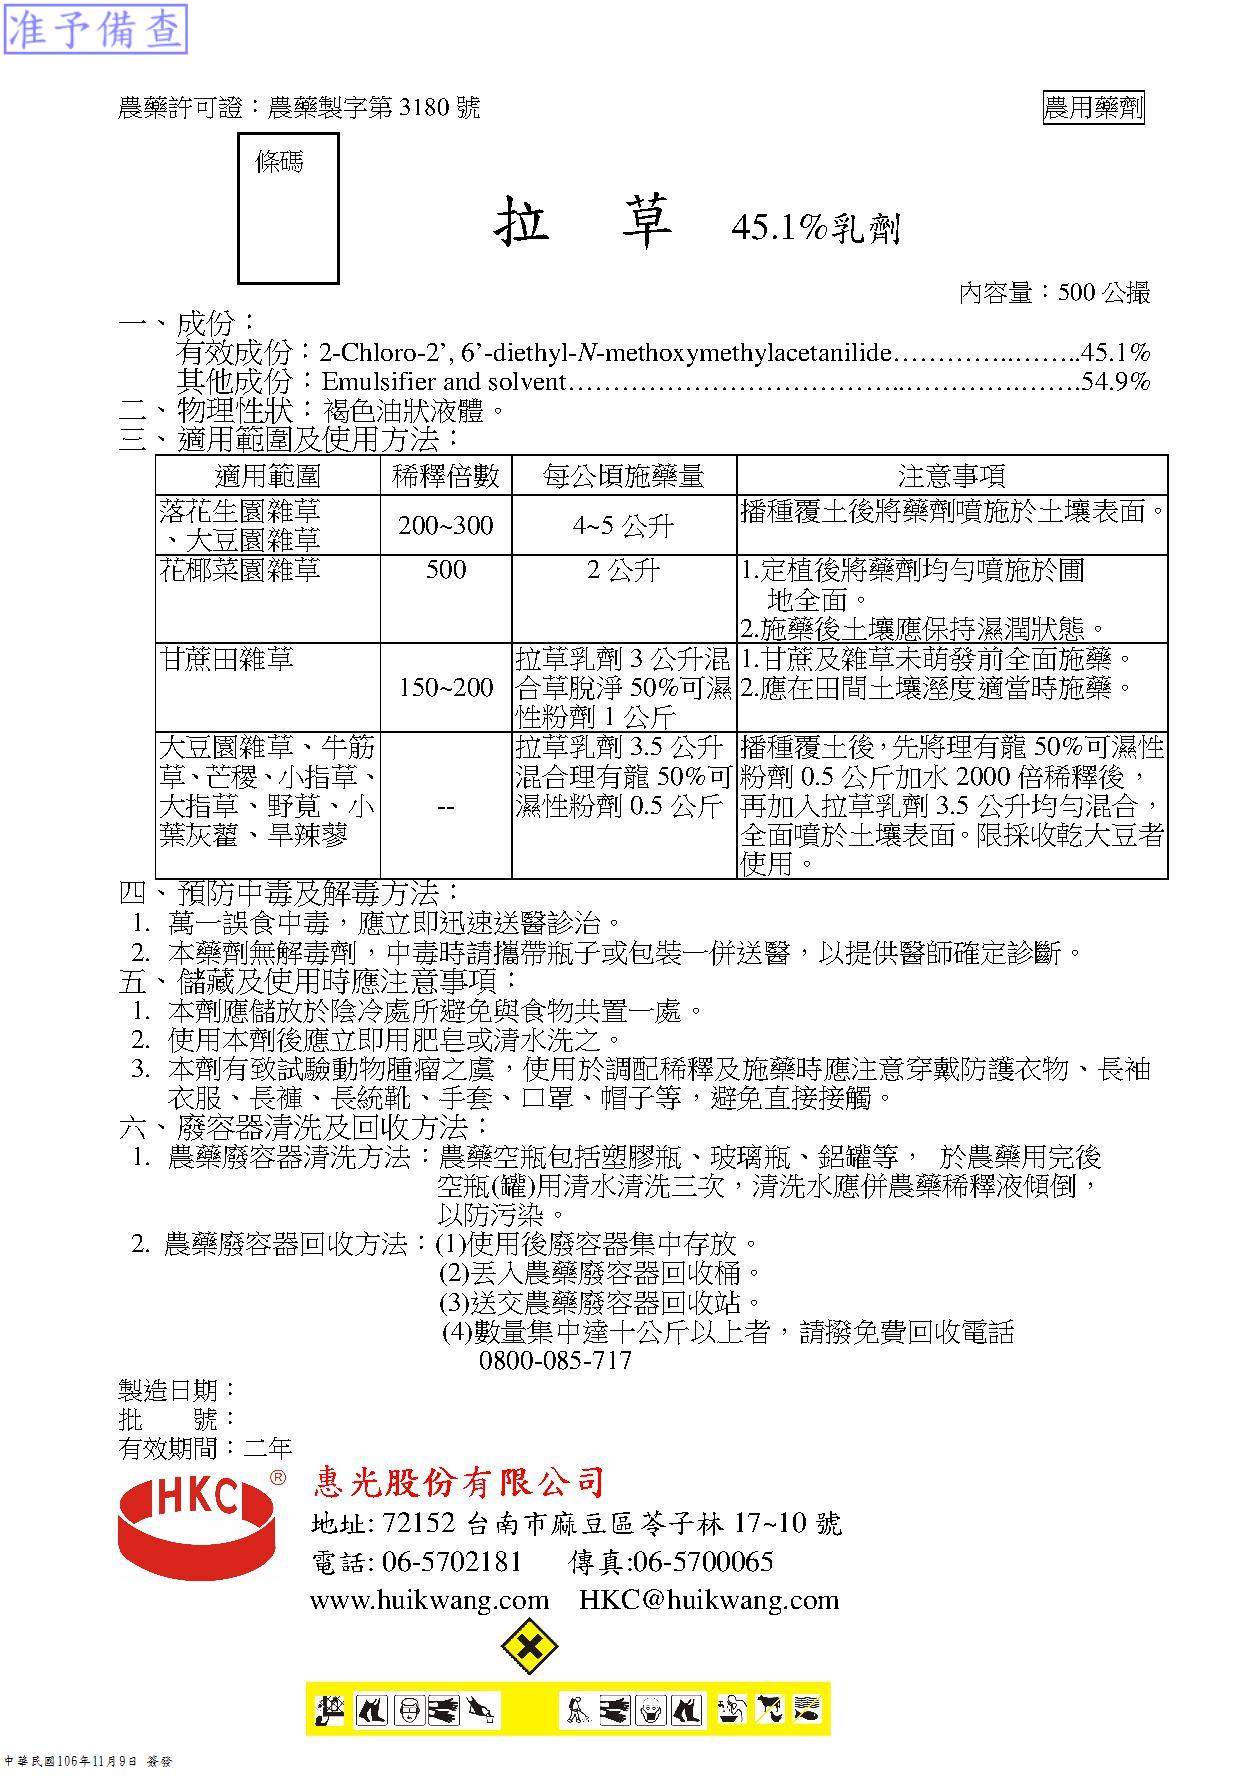 准予備查
農藥許可證：農藥製字第 3180 號
農用藥劑
條碼
拉 草 45.1%乳劑
內容量：500 公撮
一、成份：
有效成份：2-Chloro-2’, 6’-diethyl-N-methoxymethylacetanilide…………..……..45.1%
其他成份：Emulsifier and solvent……………………………………….…….54.9%
二、物理性狀：褐色油狀液體。
三、適用範圍及使用方法：
適用範圍 稀釋倍數 每公頃施藥量 注意事項
落花生園雜草
、大豆園雜草
200~300
4~5 公升
播種覆土後將藥劑噴施於土壤表面。
花椰菜園雜草
500
2 公升
1.定植後將藥劑均勻噴施於圃
地全面。
2.施藥後土壤應保持濕潤狀態。
甘蔗田雜草
150~200
拉草乳劑 3 公升混
合草脫淨 50%可濕
性粉劑 1 公斤
1.甘蔗及雜草未萌發前全面施藥。
2.應在田間土壤溼度適當時施藥。
大豆園雜草、牛筋
草、芒稷、小指草、
大指草、野莧、小
葉灰藋、旱辣蓼
--
拉草乳劑 3.5 公升
混合理有龍 50%可
濕性粉劑 0.5 公斤
播種覆土後，先將理有龍 50%可濕性
粉劑 0.5 公斤加水 2000 倍稀釋後，
再加入拉草乳劑 3.5 公升均勻混合，
全面噴於土壤表面。限採收乾大豆者
使用。
四、預防中毒及解毒方法：
1. 萬一誤食中毒，應立即迅速送醫診治。
2. 本藥劑無解毒劑，中毒時請攜帶瓶子或包裝一併送醫，以提供醫師確定診斷。
五、儲藏及使用時應注意事項：
1. 本劑應儲放於陰冷處所避免與食物共置一處。
2. 使用本劑後應立即用肥皂或清水洗之。
3. 本劑有致試驗動物腫瘤之虞，使用於調配稀釋及施藥時應注意穿戴防護衣物、長袖
衣服、長褲、長統靴、手套、口罩、帽子等，避免直接接觸。
六、廢容器清洗及回收方法：
1. 農藥廢容器清洗方法：農藥空瓶包括塑膠瓶、玻璃瓶、鋁罐等， 於農藥用完後
空瓶(罐)用清水清洗三次，清洗水應併農藥稀釋液傾倒，
以防污染。
2. 農藥廢容器回收方法：(1)使用後廢容器集中存放。
(2)丟入農藥廢容器回收桶。
(3)送交農藥廢容器回收站。
(4)數量集中達十公斤以上者，請撥免費回收電話
0800-085-717
製造日期：
批 號：
有效期間：二年
HKC®
惠光股份有限公司
地址: 72152 台南市麻豆區苓子林 17~10 號
電話: 06-5702181 傳真:06-5700065
www.huikwang.com HKC@huikwang.com
中華民國106年11月9日 簽發